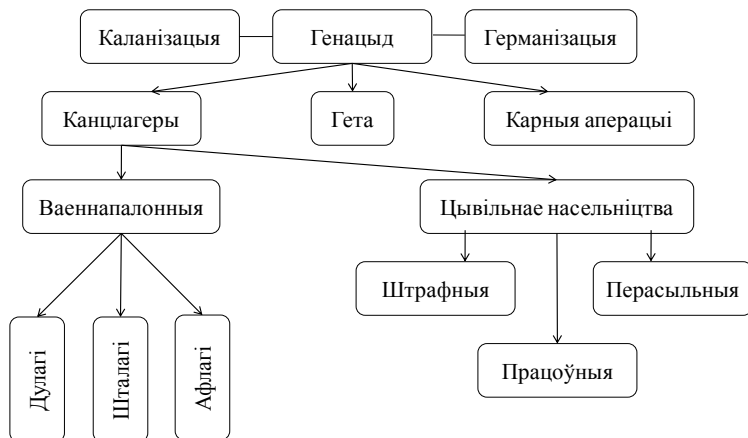 Каланізацыя
Генацыд
Германізацыя
Канцлагеры
Гета
Карныя аперацыі
Ваеннапалонныя
Цывільнае насельніцтва
Штрафныя
Перасыльныя
Дулагі
Шталагі
Афлагі
Працоўныя